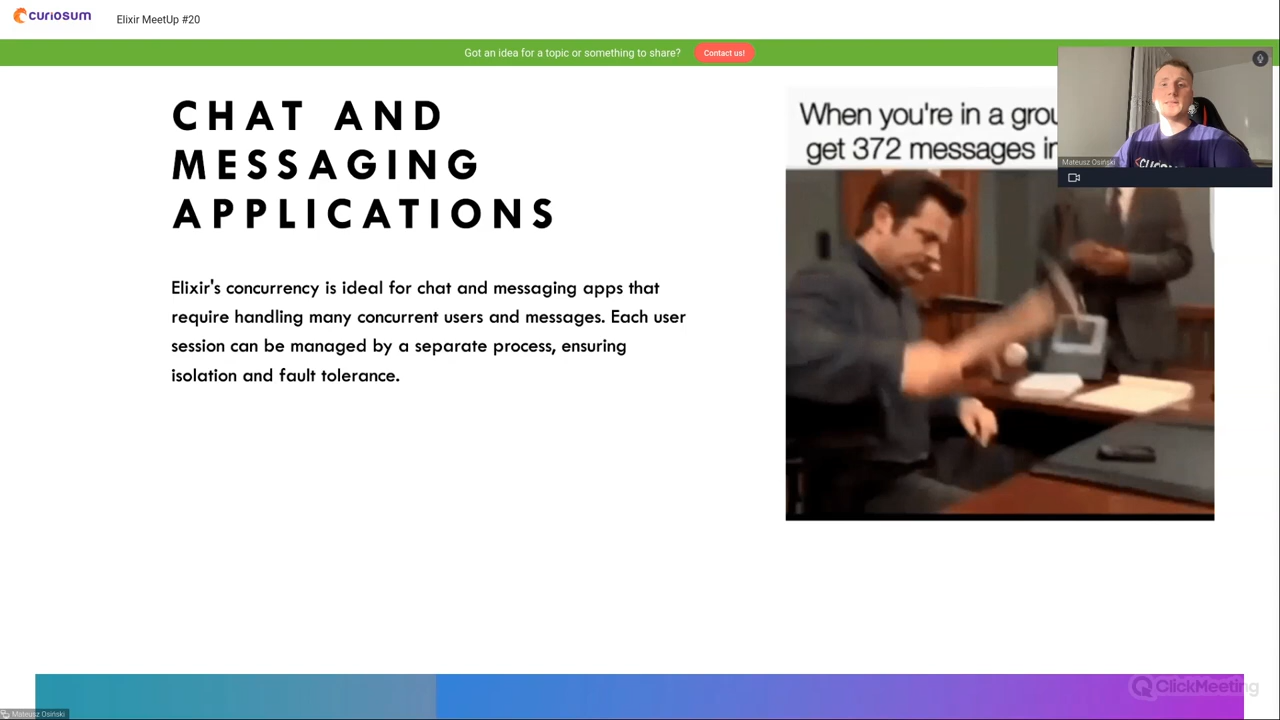 curiosum
Elixir MeetUp #20
Got an idea for a topic or something to share?
Contact us!
CHAT AND
MESSAGING
APPLICATIONS
Elixir's concurrency is ideal for chat and messaging apps that
require handling many concurrent users and messages. Each user
session can be managed by a separate process, ensuring
isolation and fault tolerance.
When you're in a grou
get 372 messages in
Mateusz Osiński
ClickMeeting
Mateusz Osiński